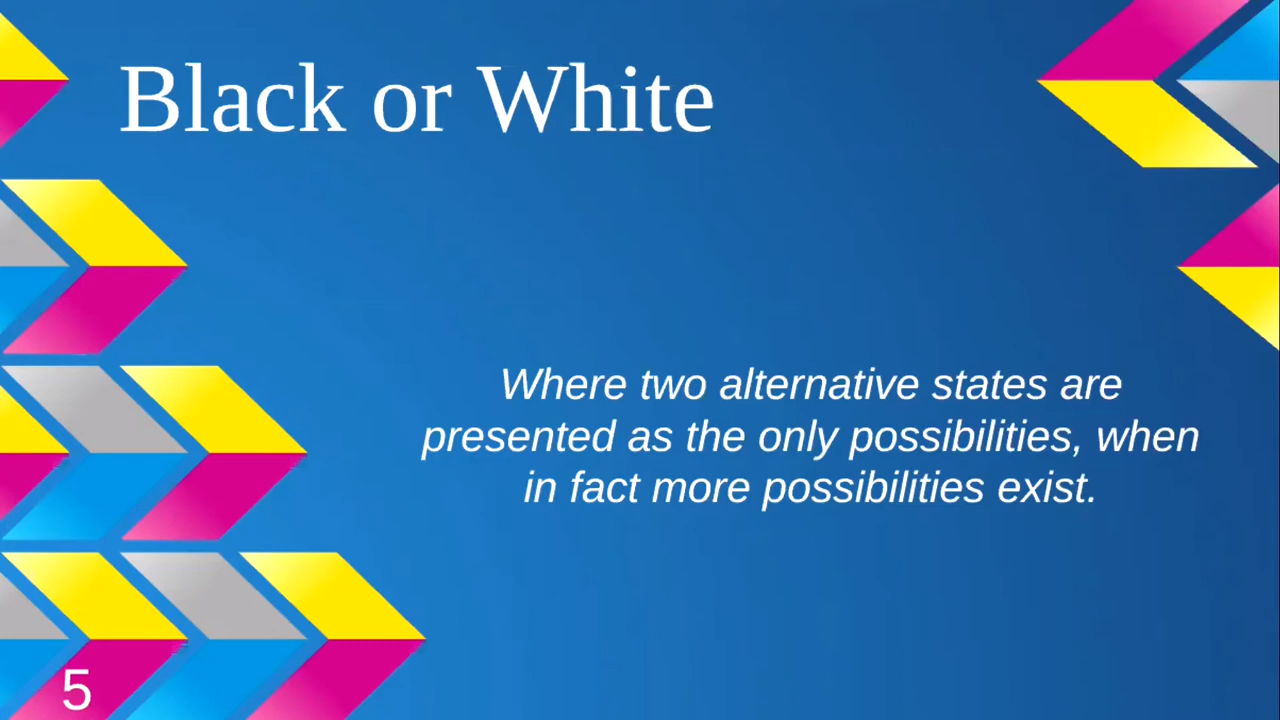 Black or White
Where two alternative states are
presented as the only possibilities, when
in fact more possibilities exist.
5